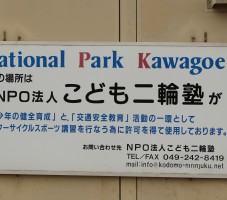 ational Park Kawagoe
の場所は
NPO法人 こども二輪塾が
少年の健全育成」と、「交通安全教育」活動の一環として
ータサイクルスポーツ講習を行なう為に許可を得て使用しております。
お問い合わせ先 NPO法人こども二輪塾
TEL/FAX 049-242-8419
mail:info@kodomo-nirinjuku.net